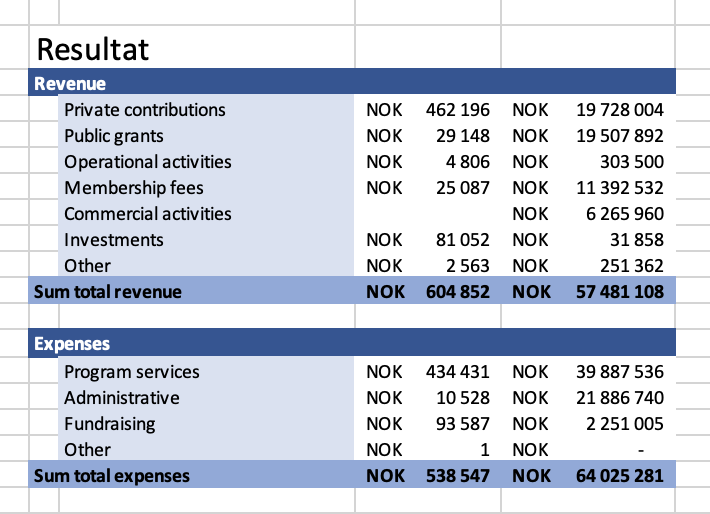 Resultat
Revenue
Private contributions NOK 462 196 NOK 19 728 004
Public grants NOK 29 148 NOK 19 507 892
Operational activities NOK 4 806 NOK 303 500
Membership fees NOK 25 087 NOK 11 392 532
Commercial activities NOK 6 265 960
Investments NOK 81 052 NOK 31 858
Other NOK 2 563 NOK 251 362
Sum total revenue NOK 604 852 NOK 57 481 108
Expenses
Program services NOK 434 431 NOK 39 887 536
Administrative NOK 10 528 NOK 21 886 740
Fundraising NOK 93 587 NOK 2 251 005
Other NOK 1 NOK -
Sum total expenses NOK 538 547 NOK 64 025 281